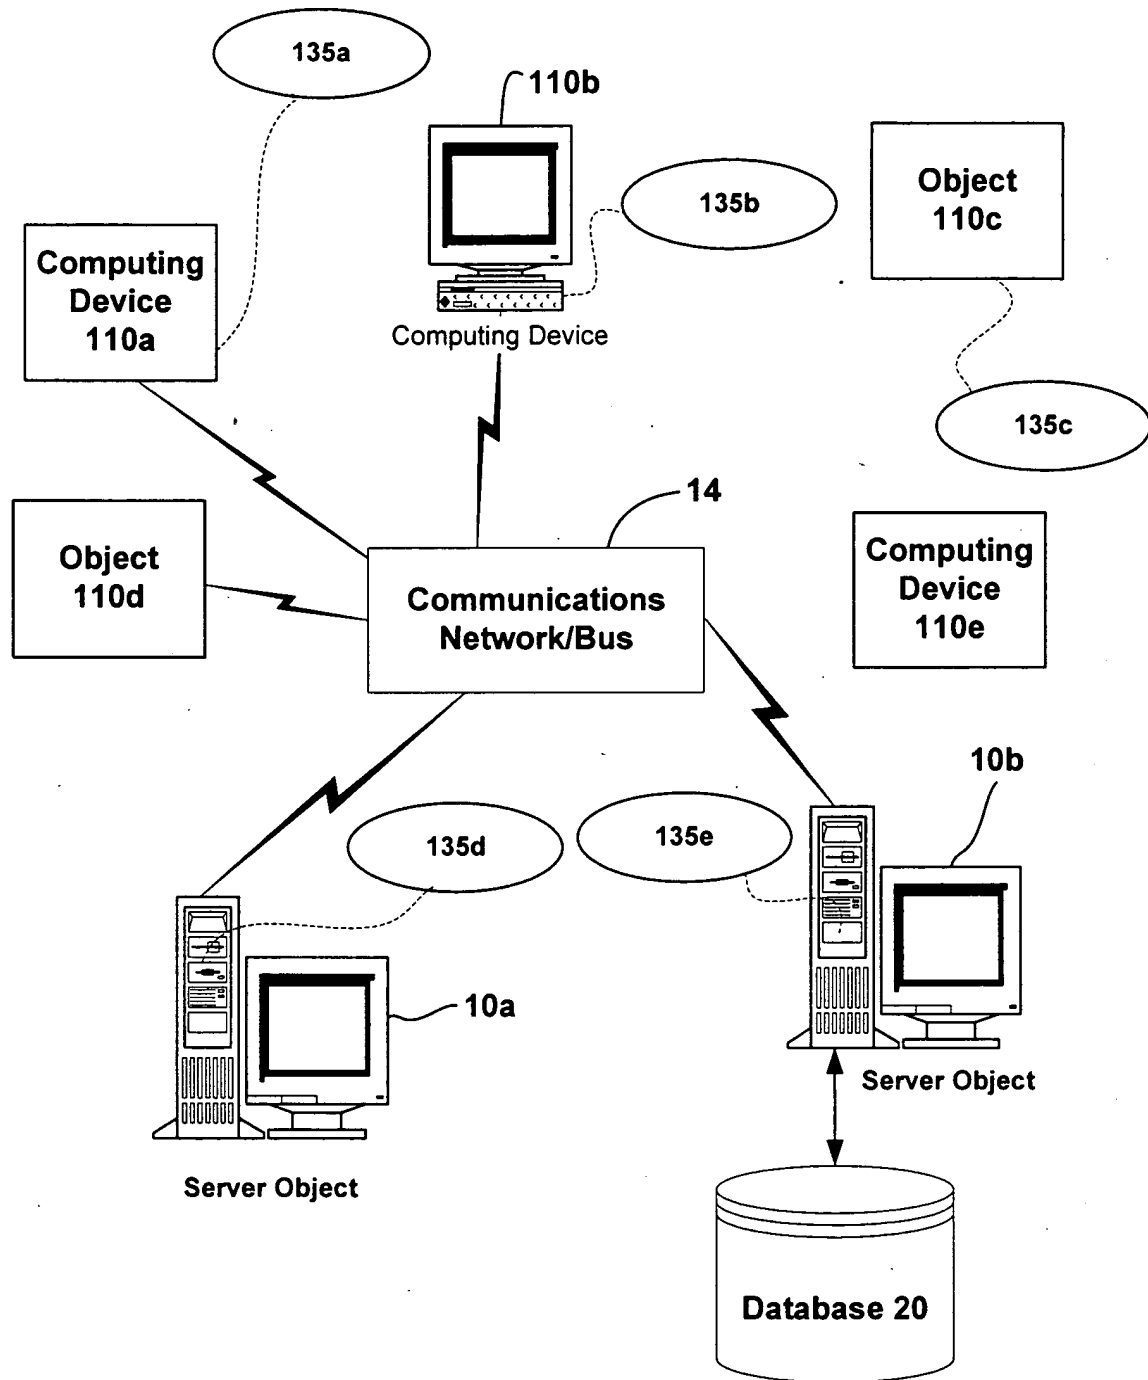 135a
110b
135b
Object
110c
Computing
Device
110a
Computing Device
135c
14
Object
110d
Communications
Network/Bus
Computing
Device
110e
10b
135d
135e
10a
Server Object
Server Object
Database 20